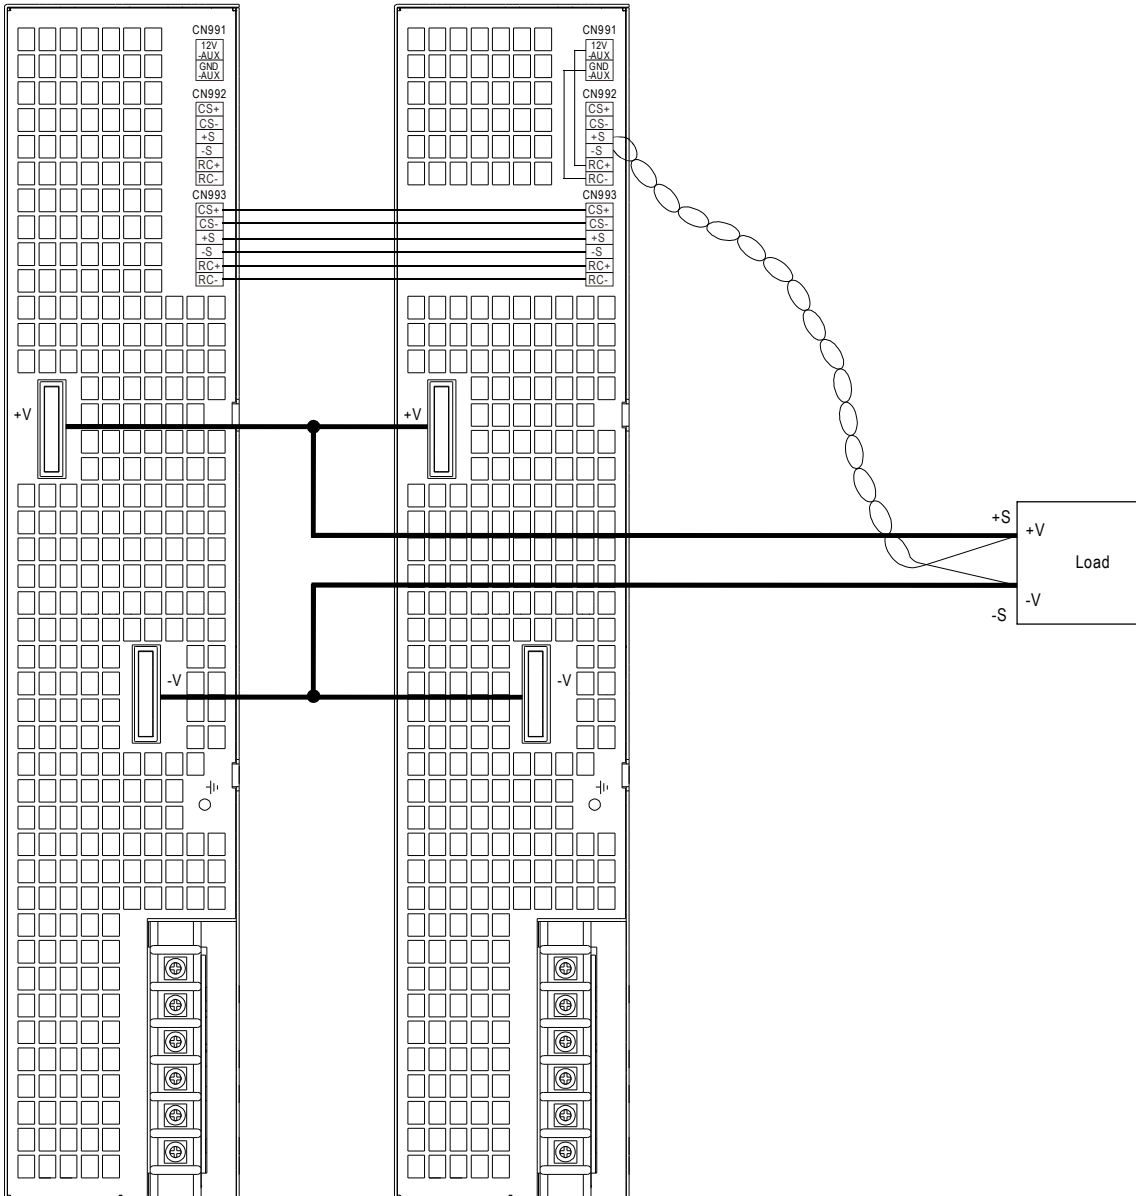 CN991
12V
-AUX
GND
-AUX
CN992
CS+
CS-
+S
-S
RC+
RC-
CN993
CS+
CS-
+S
-S
RC+
RC-
+V
-V
CN991
12V
-AUX
GND
-AUX
CN992
CS+
CS-
+S
-S
RC+
RC-
CN993
CS+
CS-
+S
-S
RC+
RC-
+V
-V
+S
+V
Load
-V
-S